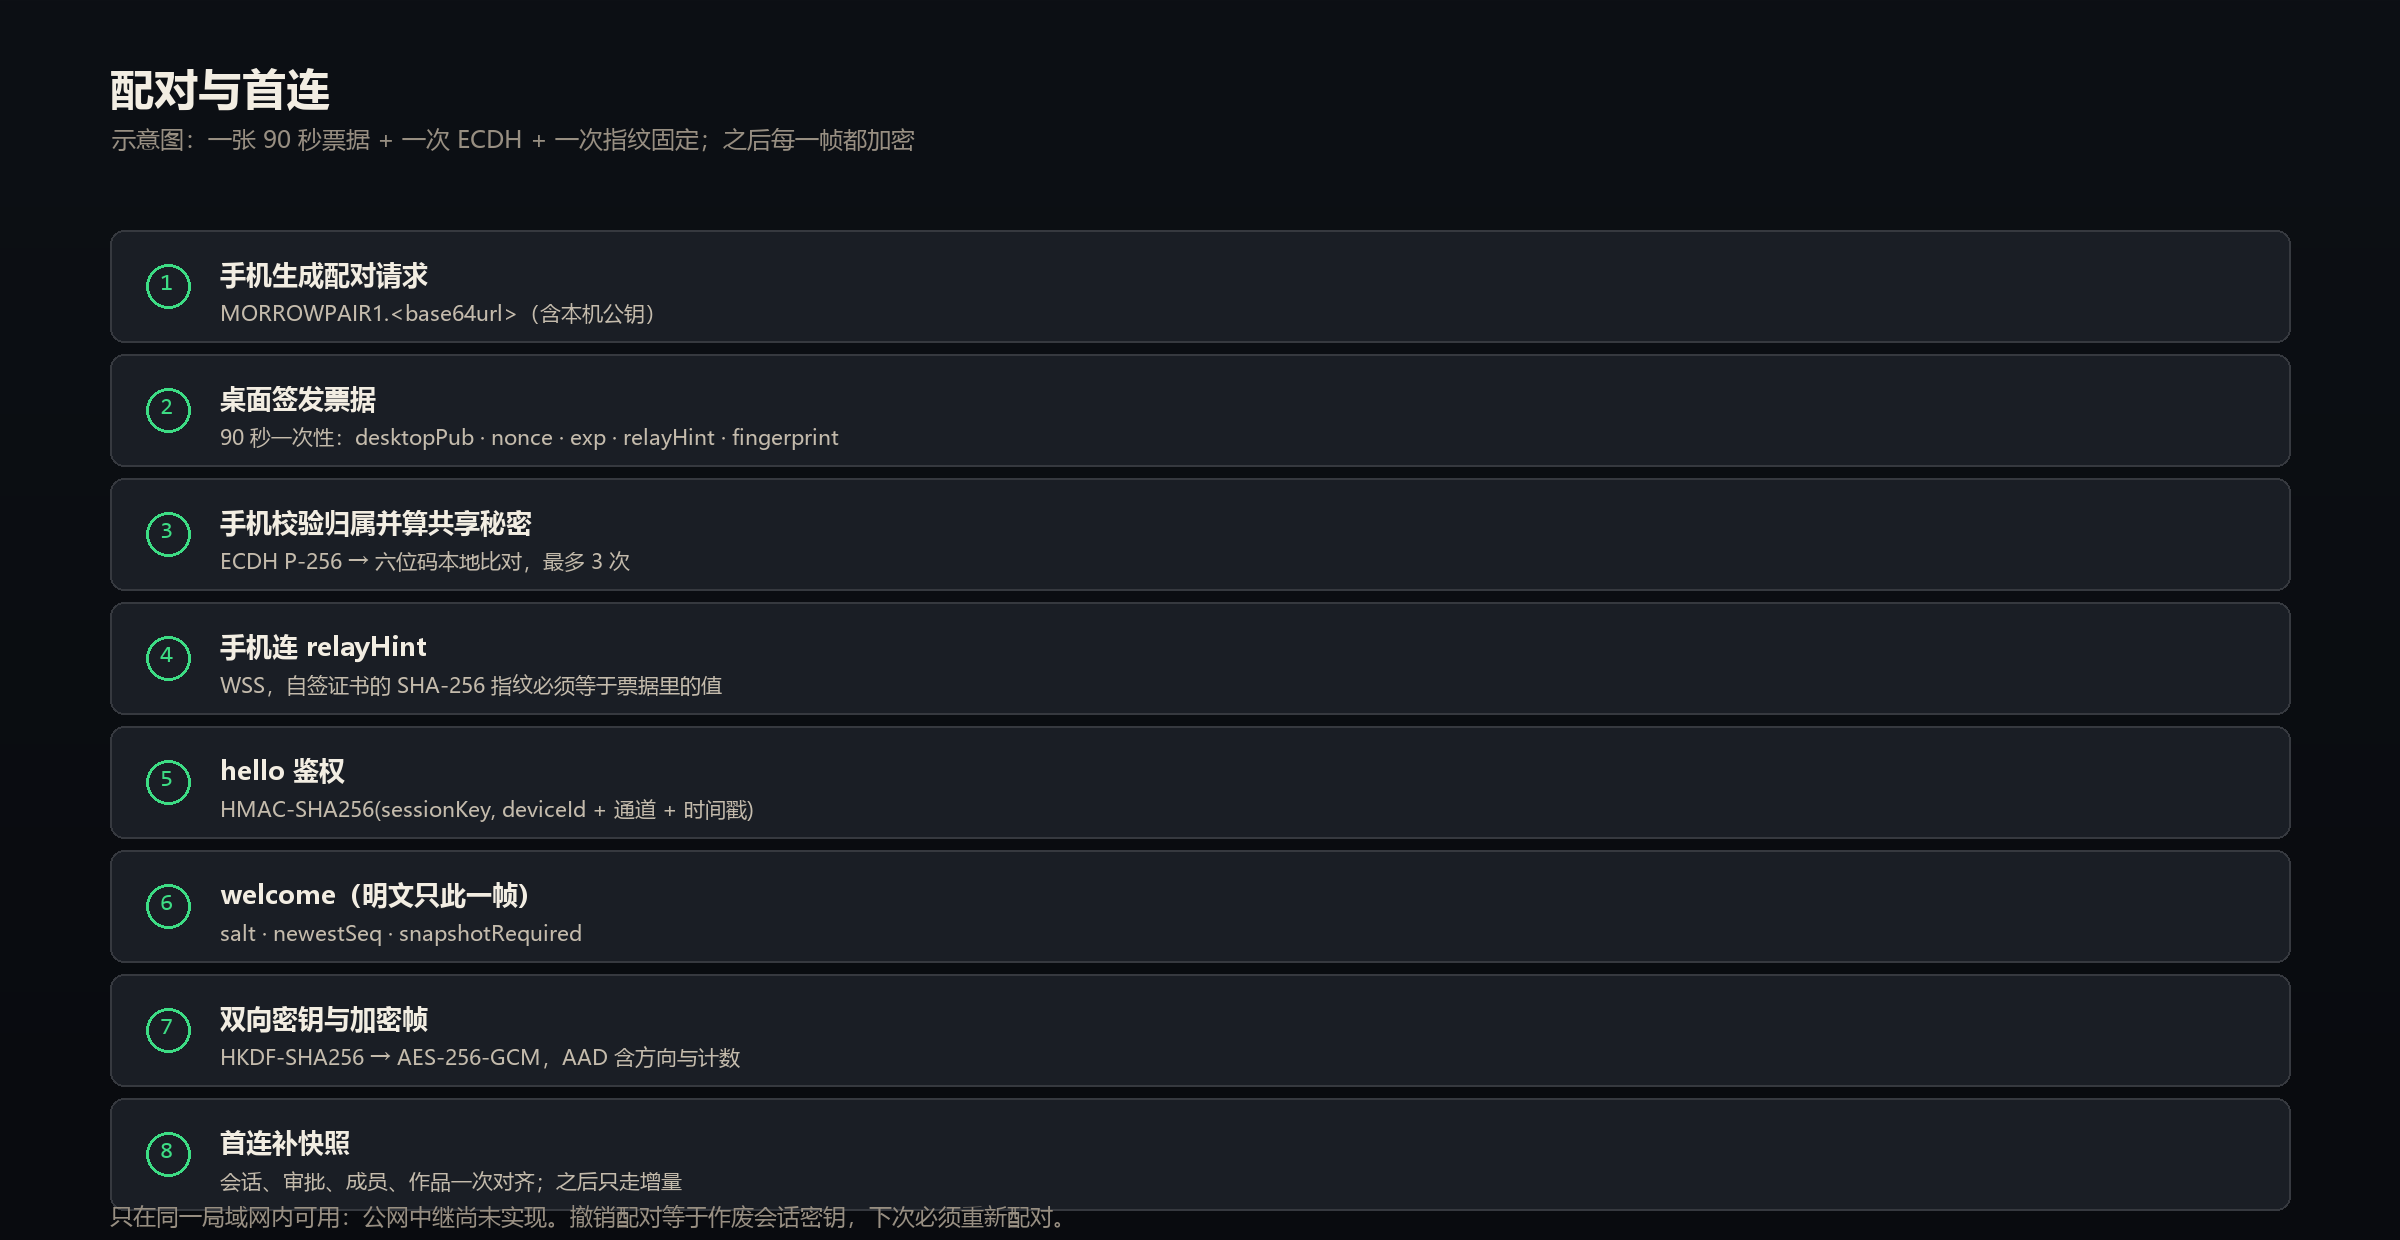 配对与首连
示意图：一张 90 秒票据 + 一次 ECDH + 一次指纹固定；之后每一帧都加密
1
手机生成配对请求
MORROWPAIR1.<base64url>（含本机公钥）
2
桌面签发票据
90 秒一次性：desktopPub · nonce · exp · relayHint · fingerprint
3
手机校验归属并算共享秘密
ECDH P-256 → 六位码本地比对，最多 3 次
4
手机连 relayHint
WSS，自签证书的 SHA-256 指纹必须等于票据里的值
5
hello 鉴权
HMAC-SHA256(sessionKey, deviceId + 通道 + 时间戳)
6
welcome（明文只此一帧）
salt · newestSeq · snapshotRequired
7
双向密钥与加密帧
HKDF-SHA256 → AES-256-GCM，AAD 含方向与计数
8
首连补快照
会话、审批、成员、作品一次对齐；之后只走增量
只在同一局域网内可用：公网中继尚未实现。撤销配对等于作废会话密钥，下次必须重新配对。